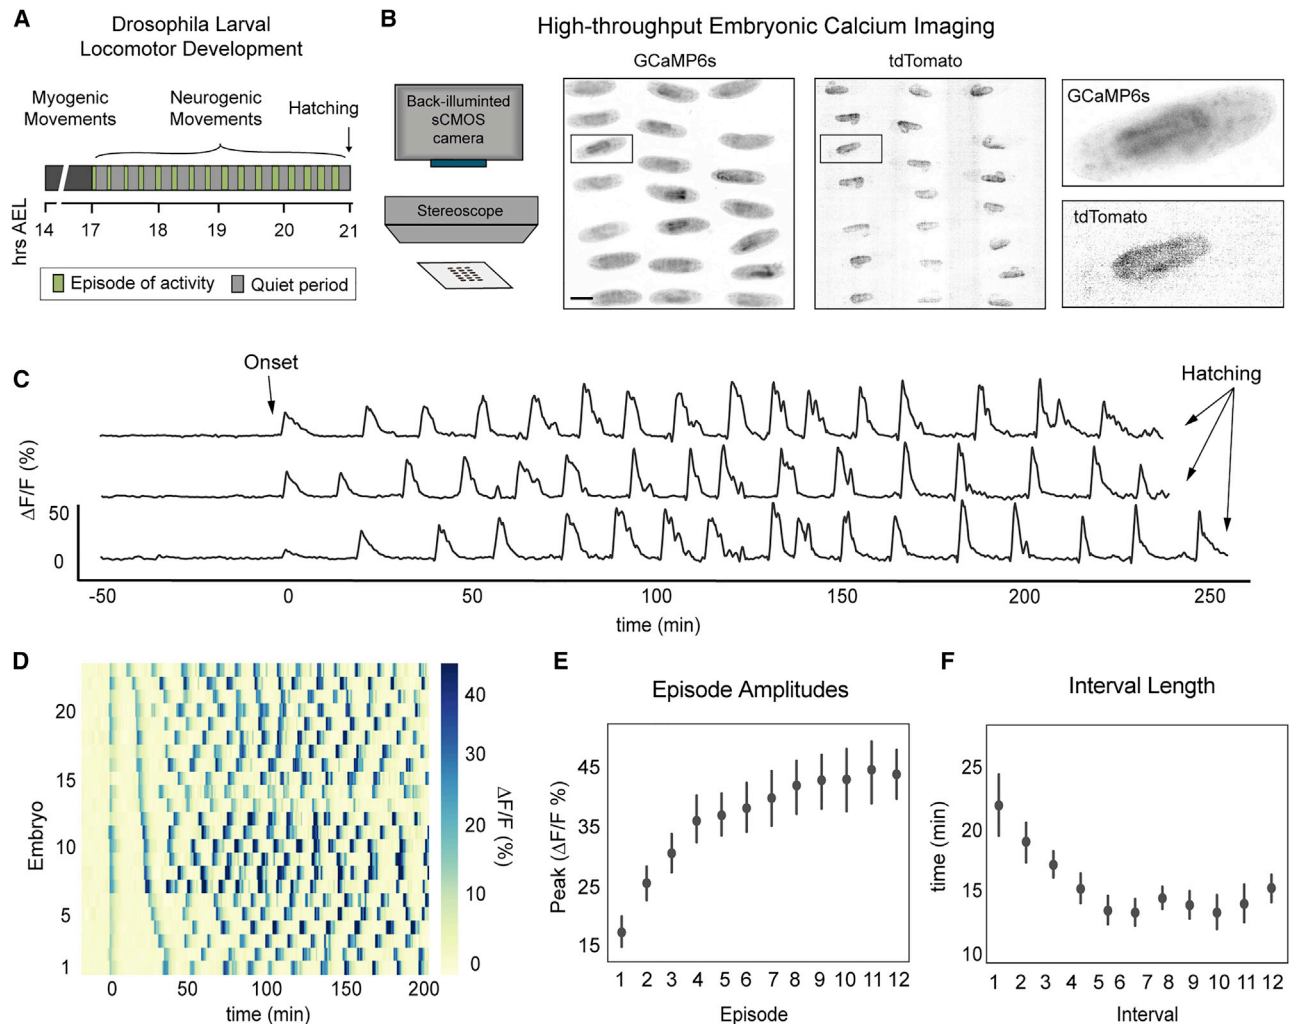 A
Drosophila Larval
Locomotor Development
Myogenic
Movements
Neurogenic
Movements
Hatching
hrs AEL
14 17 18 19 20 21
Episode of activity Quiet period
B
High-throughput Embryonic Calcium Imaging
Back-illuminted
sCMOS
camera
Stereoscope
GCaMP6s
tdTomato
GCaMP6s
tdTomato
C
Onset
Hatching
ΔF/F (%)
50
0
-50 0 50 100 150 200 250
time (min)
D
Embryo
20
15
10
5
1
0 50 100 150 200
time (min)
40
30
20
10
0
ΔF/F (%)
E
Episode Amplitudes
Peak (ΔF/F %)
45
35
25
15
1 2 3 4 5 6 7 8 9 10 11 12
Episode
F
Interval Length
time (min)
25
20
15
10
1 2 3 4 5 6 7 8 9 10 11 12
Interval